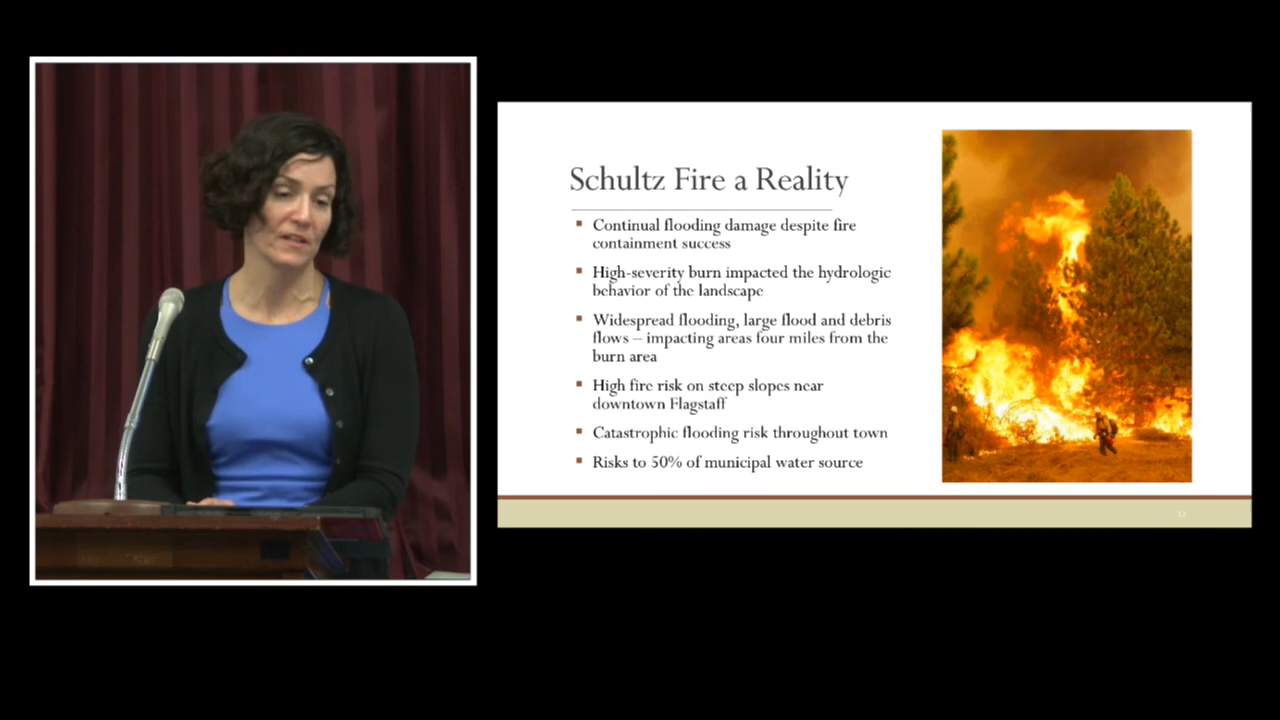 Schultz Fire a Reality
Continual flooding damage despite fire
containment success
High-severity burn impacted the hydrologic
behavior of the landscape
Widespread flooding, large flood and debris
flows – impacting areas four miles from the
burn area
High fire risk on steep slopes near
downtown Flagstaff
Catastrophic flooding risk throughout town
Risks to 50% of municipal water source